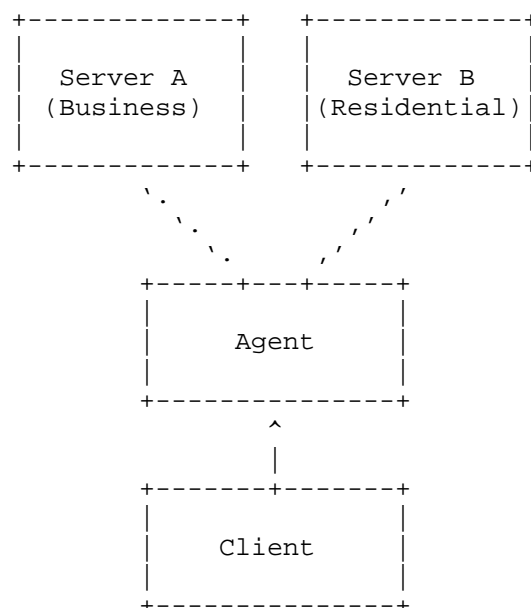 Server A
Server B
(Business)
(Residential)
Agent
Client